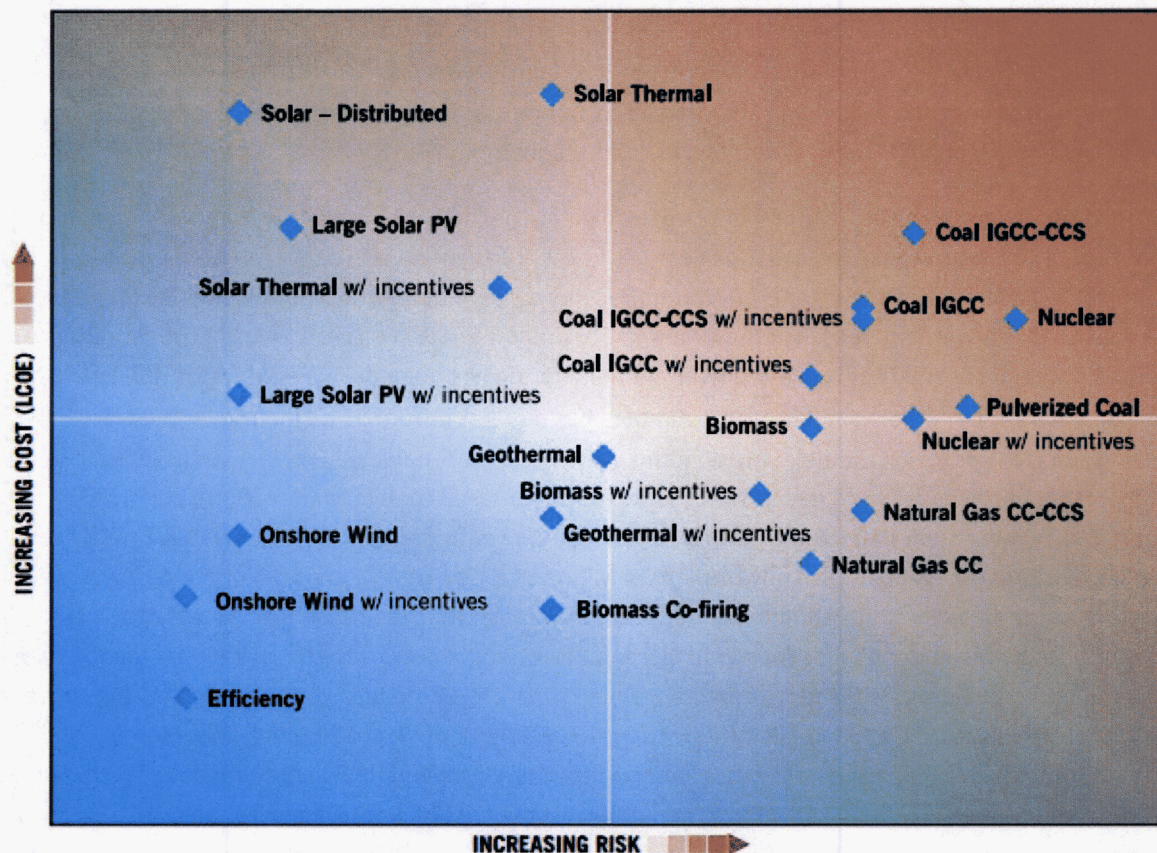 Solar Thermal
Solar – Distributed
Large Solar PV
Coal IGCC-CCS
Solar Thermal w/ incentives
Coal IGCC
Coal IGCC-CCS w/ incentives
Nuclear
Coal IGCC w/ incentives
Large Solar PV w/ incentives
Pulverized Coal
Biomass
Nuclear w/ incentives
Geothermal
Biomass w/ incentives
Natural Gas CC-CCS
Geothermal w/ incentives
Onshore Wind
Natural Gas CC
Onshore Wind w/ incentives
Biomass Co-firing
Efficiency
INCREASING COST (LCOE)
INCREASING RISK